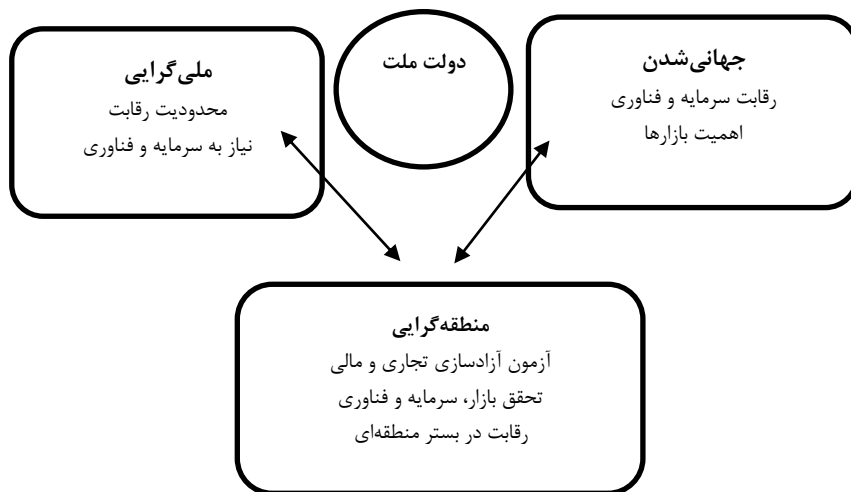 جهانی‌شدن
رقابت سرمایه و فناوری
اهمیت بازارها
دولت ملت
ملی‌گرایی
محدودیت رقابت
نیاز به سرمایه و فناوری
منطقه‌گرایی
آزمون آزادسازی تجاری و مالی
تحقق بازار، سرمایه و فناوری
رقابت در بستر منطقه‌ای